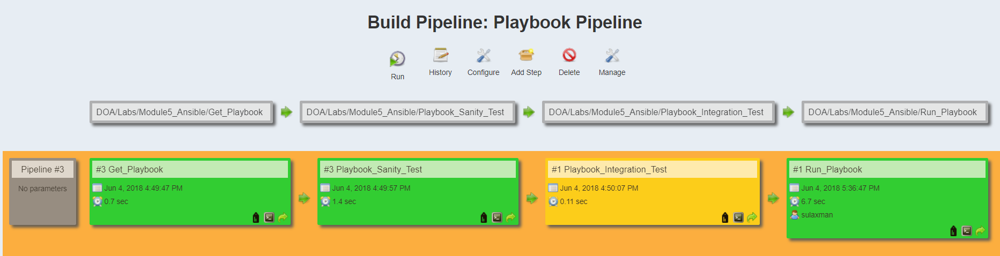 Build Pipeline: Playbook Pipeline
Run
History
Configure
Add Step
Delete
Manage
DOA/Labs/Module5_Ansible/Get_Playbook
DOA/Labs/Module5_Ansible/Playbook_Sanity_Test
DOA/Labs/Module5_Ansible/Playbook_Integration_Test
DOA/Labs/Module5_Ansible/Run_Playbook
Pipeline #3
No parameters
#3 Get_Playbook
Jun 4, 2018 4:49:47 PM
0.7 sec
#3 Playbook_Sanity_Test
Jun 4, 2018 4:49:57 PM
1.4 sec
#1 Playbook_Integration_Test
Jun 4, 2018 4:50:07 PM
0.11 sec
#1 Run_Playbook
Jun 4, 2018 5:36:47 PM
6.7 sec
sulaxman